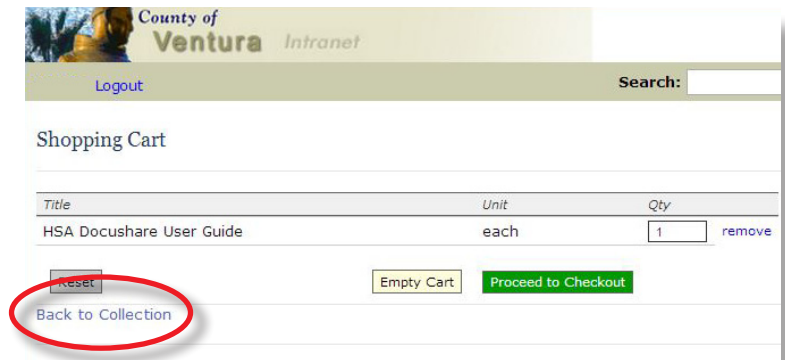 County of
Ventura Intranet
Logout Search:
Shopping Cart
Title Unit Qty
HSA Docushare User Guide each 1 remove
Reset Empty Cart Proceed to Checkout
Back to Collection